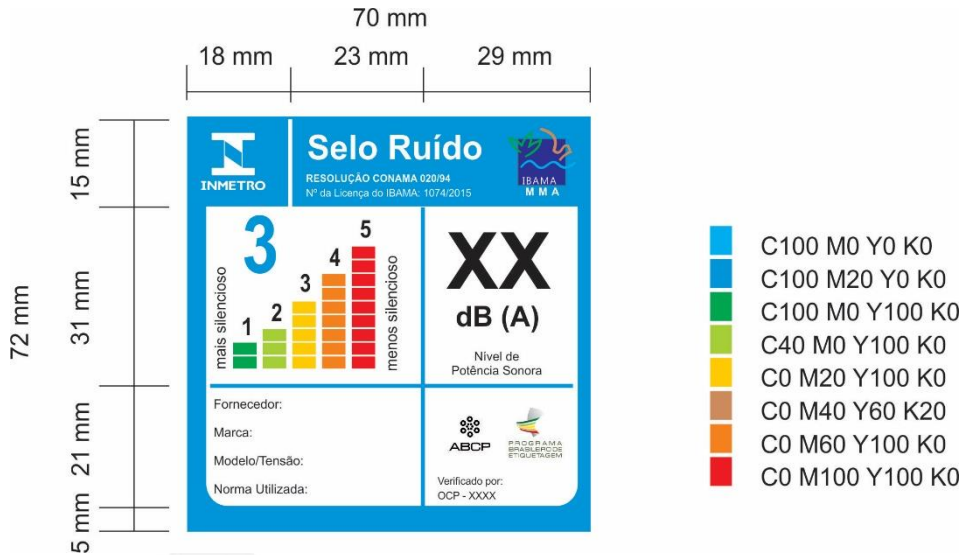 70 mm
18 mm
23 mm
29 mm
72 mm
15 mm
31 mm
21 mm
5 mm
INMETRO
Selo Ruído
RESOLUÇÃO CONAMA 020/94
Nº da Licença do IBAMA: 1074/2015
IBAMA
MMA
3
mais silencioso
1
2
3
4
5
menos silencioso
XX
dB (A)
Nível de
Potência Sonora
Fornecedor:
Marca:
Modelo/Tensão:
Norma Utilizada:
ABCP
PROGRAMA
BRASILEPO DE
ETIQUETAGEM
Verificado por:
OCP - XXXX
C100 M0 Y0 K0
C100 M20 Y0 K0
C100 M0 Y100 K0
C40 M0 Y100 K0
C0 M20 Y100 K0
C0 M40 Y60 K20
C0 M60 Y100 K0
C0 M100 Y100 K0